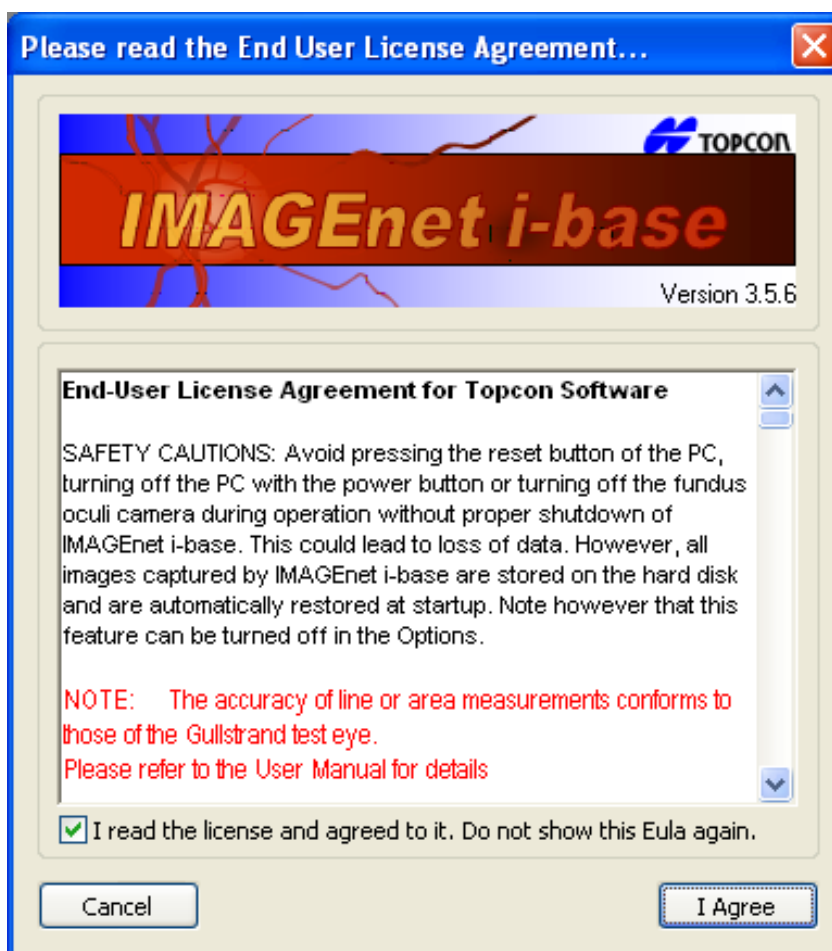 Please read the End User License Agreement...
TOPCON
IMAGEnet i-base
Version 3.5.6
End-User License Agreement for Topcon Software
SAFETY CAUTIONS: Avoid pressing the reset button of the PC,
turning off the PC with the power button or turning off the fundus
oculi camera during operation without proper shutdown of
IMAGEnet i-base. This could lead to loss of data. However, all
images captured by IMAGEnet i-base are stored on the hard disk
and are automatically restored at startup. Note however that this
feature can be turned off in the Options.
NOTE: The accuracy of line or area measurements conforms to
those of the Gullstrand test eye.
Please refer to the User Manual for details
I read the license and agreed to it. Do not show this Eula again.
Cancel
I Agree